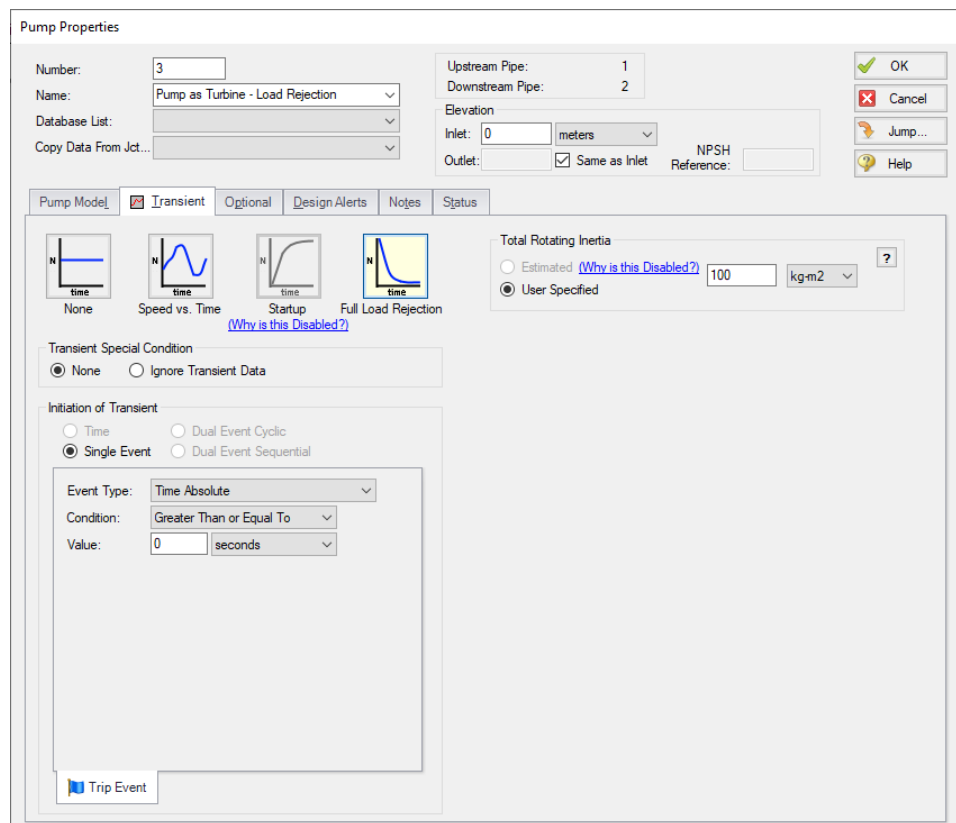 Pump Properties
Number: 3
Name: Pump as Turbine - Load Rejection
Database List:
Copy Data From Jct...
Upstream Pipe: 1
Downstream Pipe: 2
Elevation
Inlet: 0 meters
Outlet: Same as Inlet
NPSH
Reference:
OK
Cancel
Jump...
Help
Pump Model Transient Optional Design Alerts Notes Status
N time N time N time N time
None Speed vs. Time Startup Full Load Rejection
(Why is this Disabled?)
Total Rotating Inertia
Estimated (Why is this Disabled?) 100 kg-m2
User Specified
?
Transient Special Condition
None Ignore Transient Data
Initiation of Transient
Time Dual Event Cyclic
Single Event Dual Event Sequential
Event Type: Time Absolute
Condition: Greater Than or Equal To
Value: 0 seconds
Trip Event